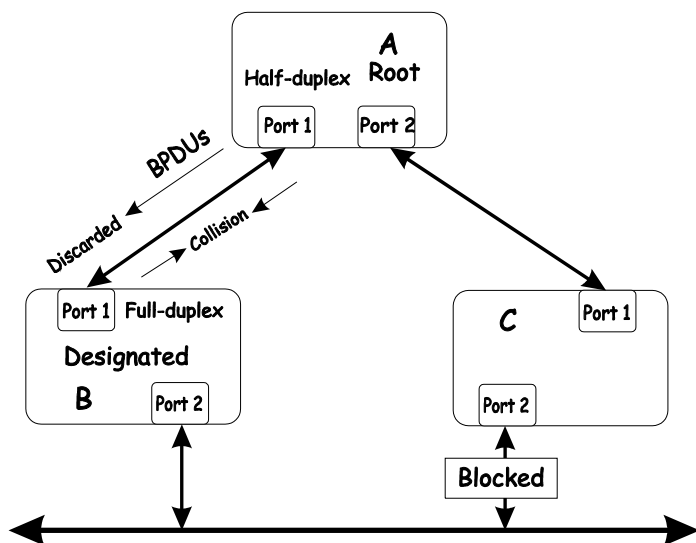 A
Half-duplex
Root
Port 1
Port 2
BPDUs
Discarded
Collision
Port 1
Full-duplex
Designated
B
Port 2
C
Port 1
Port 2
Blocked